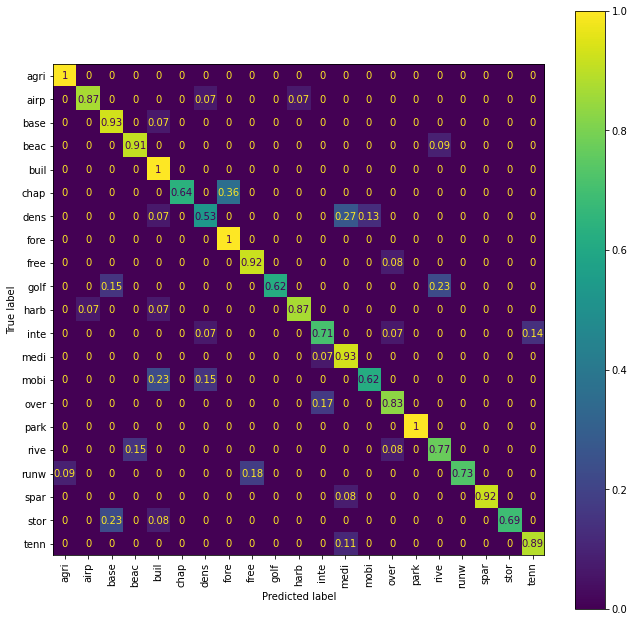 agri 1 0 0 0 0 0 0 0 0 0 0 0 0 0 0 0 0 0 0 0 0
airp 0 0.87 0 0 0 0 0.07 0 0 0 0.07 0 0 0 0 0 0 0 0 0 0
base 0 0 0.93 0 0.07 0 0 0 0 0 0 0 0 0 0 0 0 0 0 0 0
beac 0 0 0 0.91 0 0 0 0 0 0 0 0 0 0 0 0 0.09 0 0 0 0
buil 0 0 0 0 1 0 0 0 0 0 0 0 0 0 0 0 0 0 0 0 0
chap 0 0 0 0 0 0.64 0 0.36 0 0 0 0 0 0 0 0 0 0 0 0 0
dens 0 0 0 0 0.07 0 0.53 0 0 0 0 0 0.27 0.13 0 0 0 0 0 0 0
fore 0 0 0 0 0 0 0 1 0 0 0 0 0 0 0 0 0 0 0 0 0
free 0 0 0 0 0 0 0 0 0.92 0 0 0 0 0 0.08 0 0 0 0 0 0
golf 0 0 0.15 0 0 0 0 0 0 0.62 0 0 0 0 0 0 0.23 0 0 0 0
harb 0 0.07 0 0 0.07 0 0 0 0 0 0.87 0 0 0 0 0 0 0 0 0 0
inte 0 0 0 0 0 0 0.07 0 0 0 0 0.71 0 0 0.07 0 0 0 0 0 0.14
medi 0 0 0 0 0 0 0 0 0 0 0 0.07 0.93 0 0 0 0 0 0 0 0
mobi 0 0 0 0 0.23 0 0.15 0 0 0 0 0 0 0.62 0 0 0 0 0 0 0
over 0 0 0 0 0 0 0 0 0 0 0 0.17 0 0 0.83 0 0 0 0 0 0
park 0 0 0 0 0 0 0 0 0 0 0 0 0 0 0 1 0 0 0 0 0
rive 0 0 0 0.15 0 0 0 0 0 0 0 0 0 0 0.08 0 0.77 0 0 0 0
runw 0.09 0 0 0 0 0 0 0 0.18 0 0 0 0 0 0 0 0 0.73 0 0 0
spar 0 0 0 0 0 0 0 0 0 0 0 0 0.08 0 0 0 0 0 0.92 0 0
stor 0 0 0.23 0 0.08 0 0 0 0 0 0 0 0 0 0 0 0 0 0 0.69 0
tenn 0 0 0 0 0 0 0 0 0 0 0 0 0.11 0 0 0 0 0 0 0 0.89
agri airp base beac buil chap dens fore free golf harb inte medi mobi over park rive runw spar stor tenn
Predicted label
True label
1.0
0.8
0.6
0.4
0.2
0.0